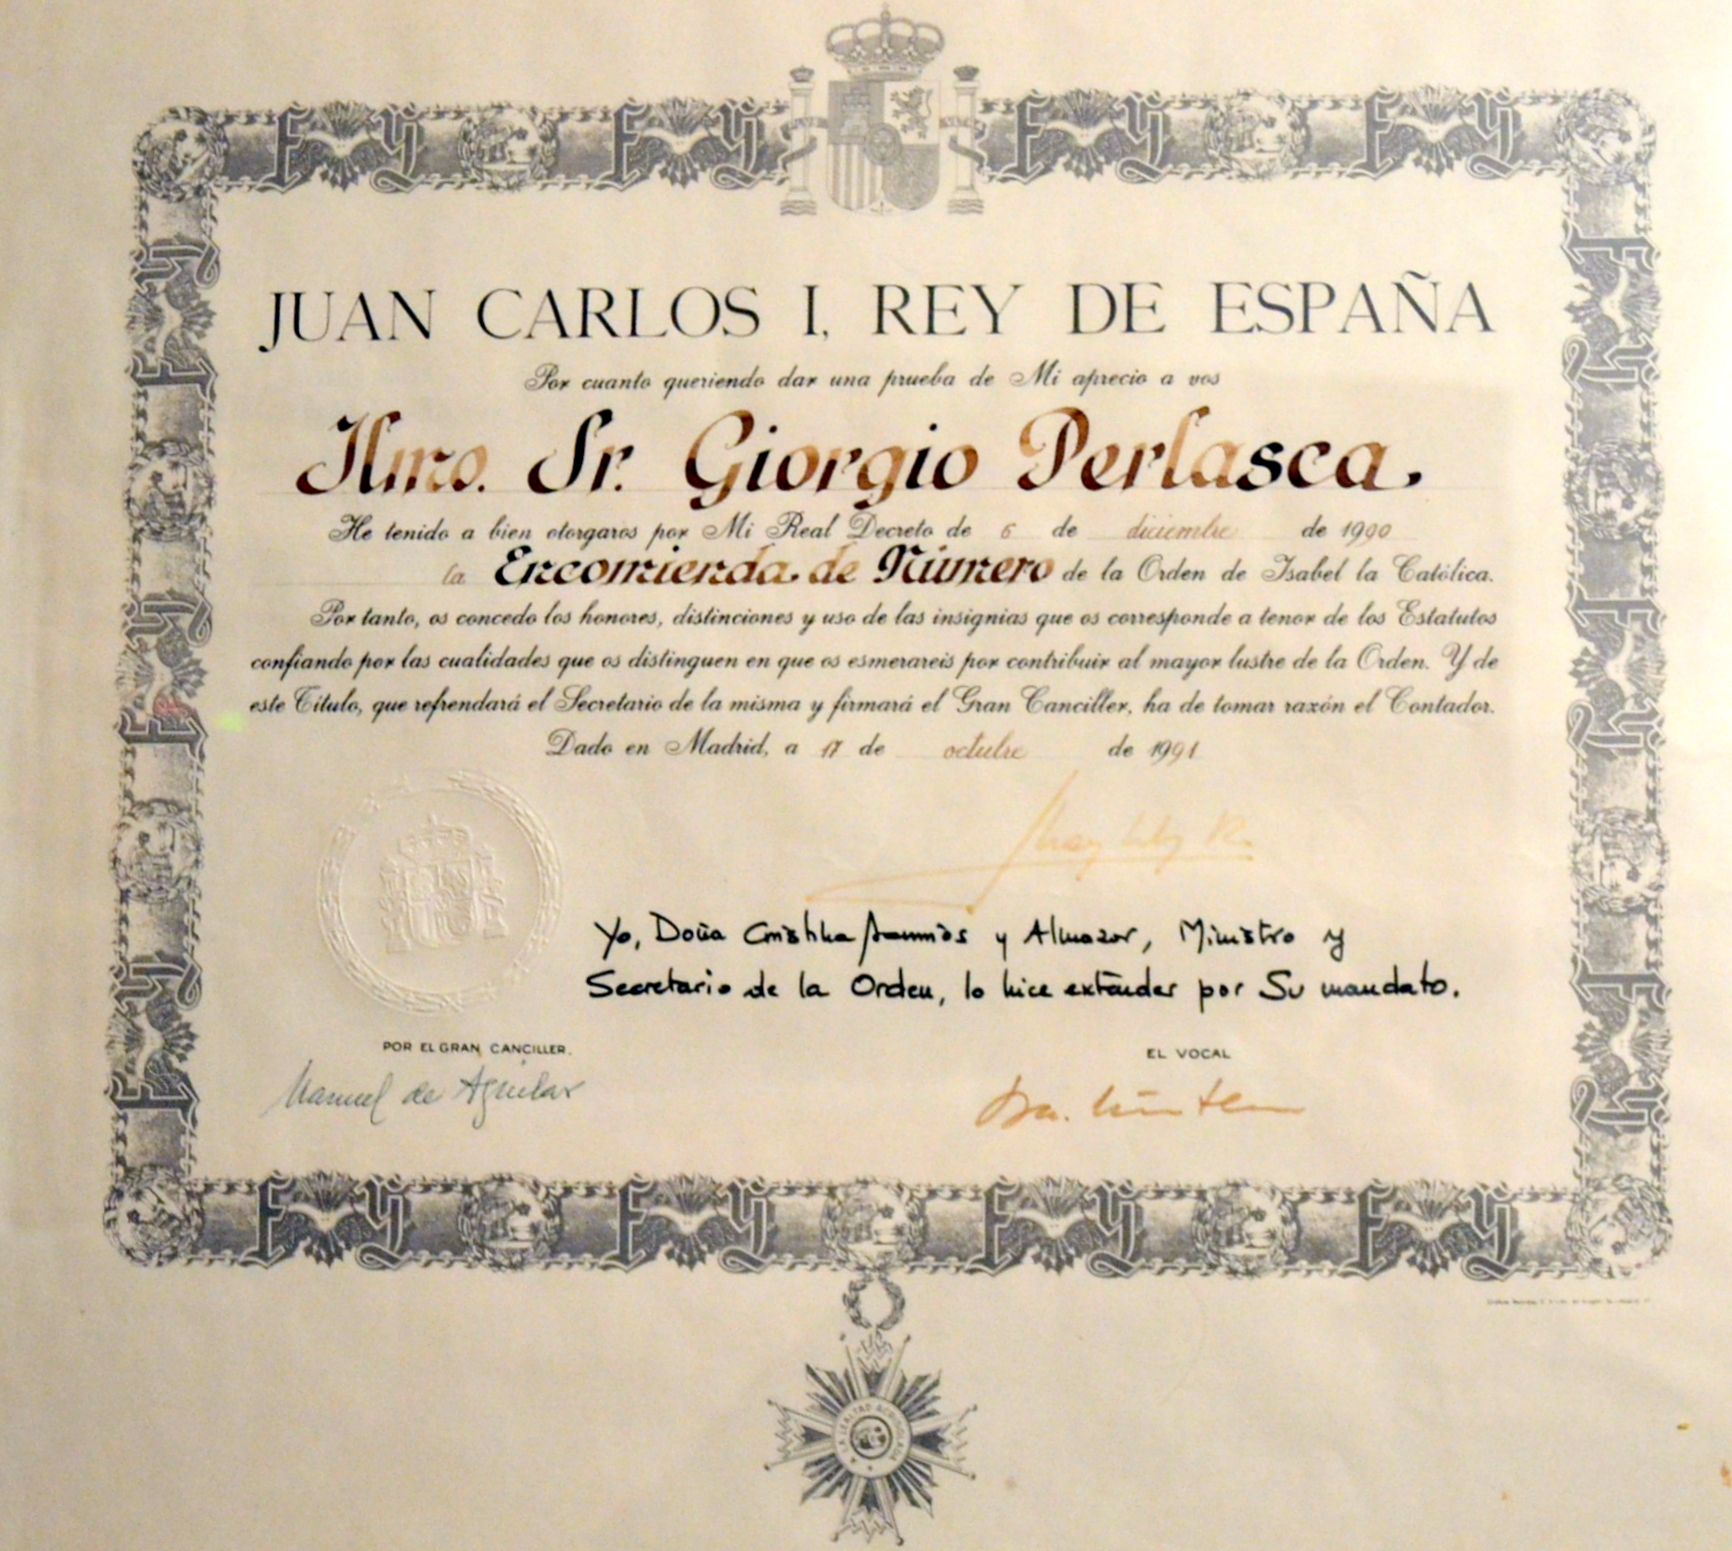 JUAN CARLOS I, REY DE ESPAÑA
Por cuanto queriendo dar una prueba de Mi aprecio a vos
Ilmo. Sr. Giorgio Perlasca.
He tenido a bien otorgaros por Mi Real Decreto de 6 de diciembre de 1990
la Encomienda de Número de la Orden de Isabel la Católica.
Por tanto, os concedo los honores, distinciones y uso de las insignias que os corresponde a tenor de los Estatutos
confiando por las cualidades que os distinguen en que os esmerareis por contribuir al mayor lustre de la Orden. Y de
este Título, que refrendará el Secretario de la misma y firmará el Gran Canciller, ha de tomar razón el Contador.
Dado en Madrid, a 17 de octubre de 1991
Yo, Doña y Almazor, Ministro y
Secretario de la Orden, lo hice extender por Su mandato.
POR EL GRAN CANCILLER,
EL VOCAL
Manuel de Aguilar
A LA LEALTAD ACRISOLADA